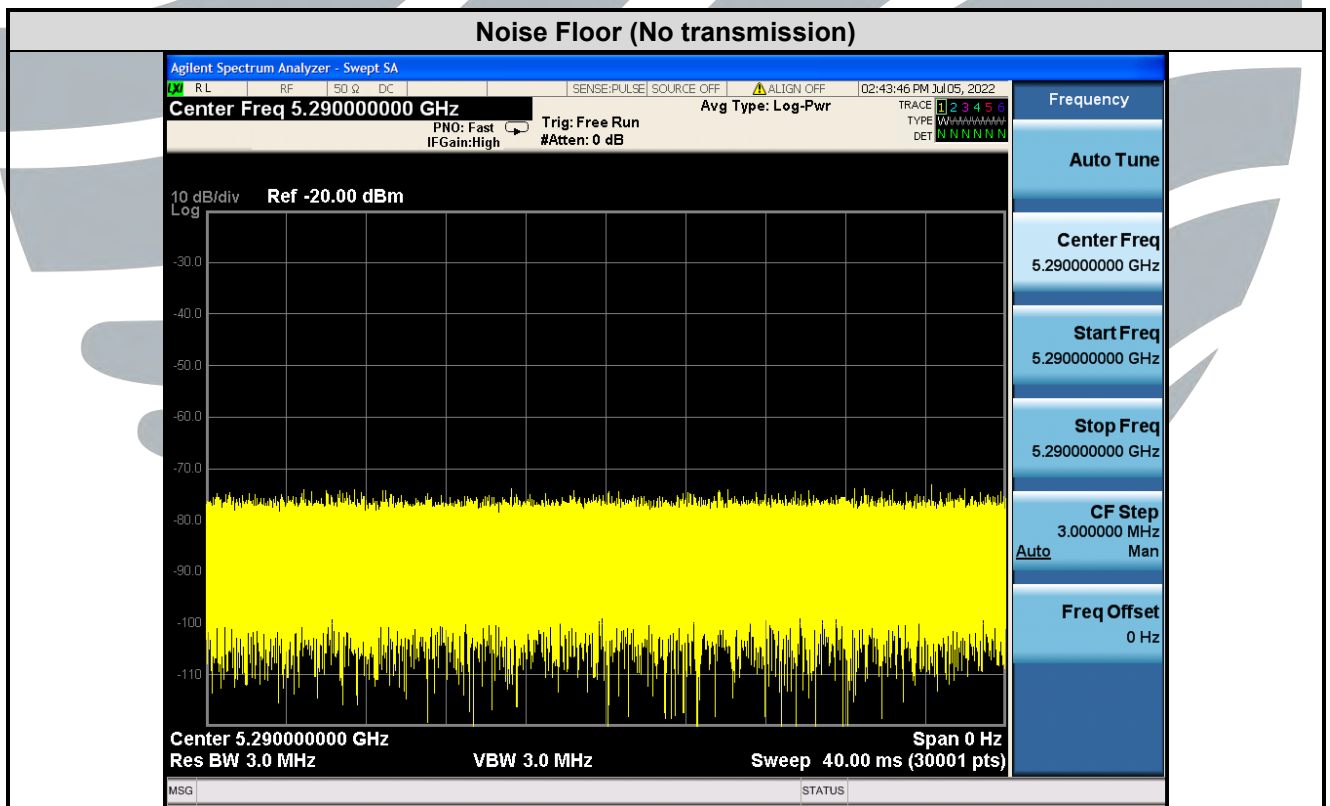 Noise Floor (No transmission)
Agilent Spectrum Analyzer - Swept SA
LXI RL RF 50 Ω DC SENSE:PULSE SOURCE OFF ALIGN OFF 02:43:46 PM Jul 05, 2022
Center Freq 5.290000000 GHz
Avg Type: Log-Pwr
TRACE 1 2 3 4 5 6
PNO: Fast
Trig: Free Run
TYPE
IFGain:High
#Atten: 0 dB
DET N N N N N N
10 dB/div Ref -20.00 dBm
Log
-30.0
-40.0
-50.0
-60.0
-70.0
-80.0
-90.0
-100
-110
Center 5.290000000 GHz Span 0 Hz
Res BW 3.0 MHz VBW 3.0 MHz Sweep 40.00 ms (30001 pts)
MSG STATUS
Frequency
Auto Tune
Center Freq
5.290000000 GHz
Start Freq
5.290000000 GHz
Stop Freq
5.290000000 GHz
CF Step
3.000000 MHz
Auto Man
Freq Offset
0 Hz